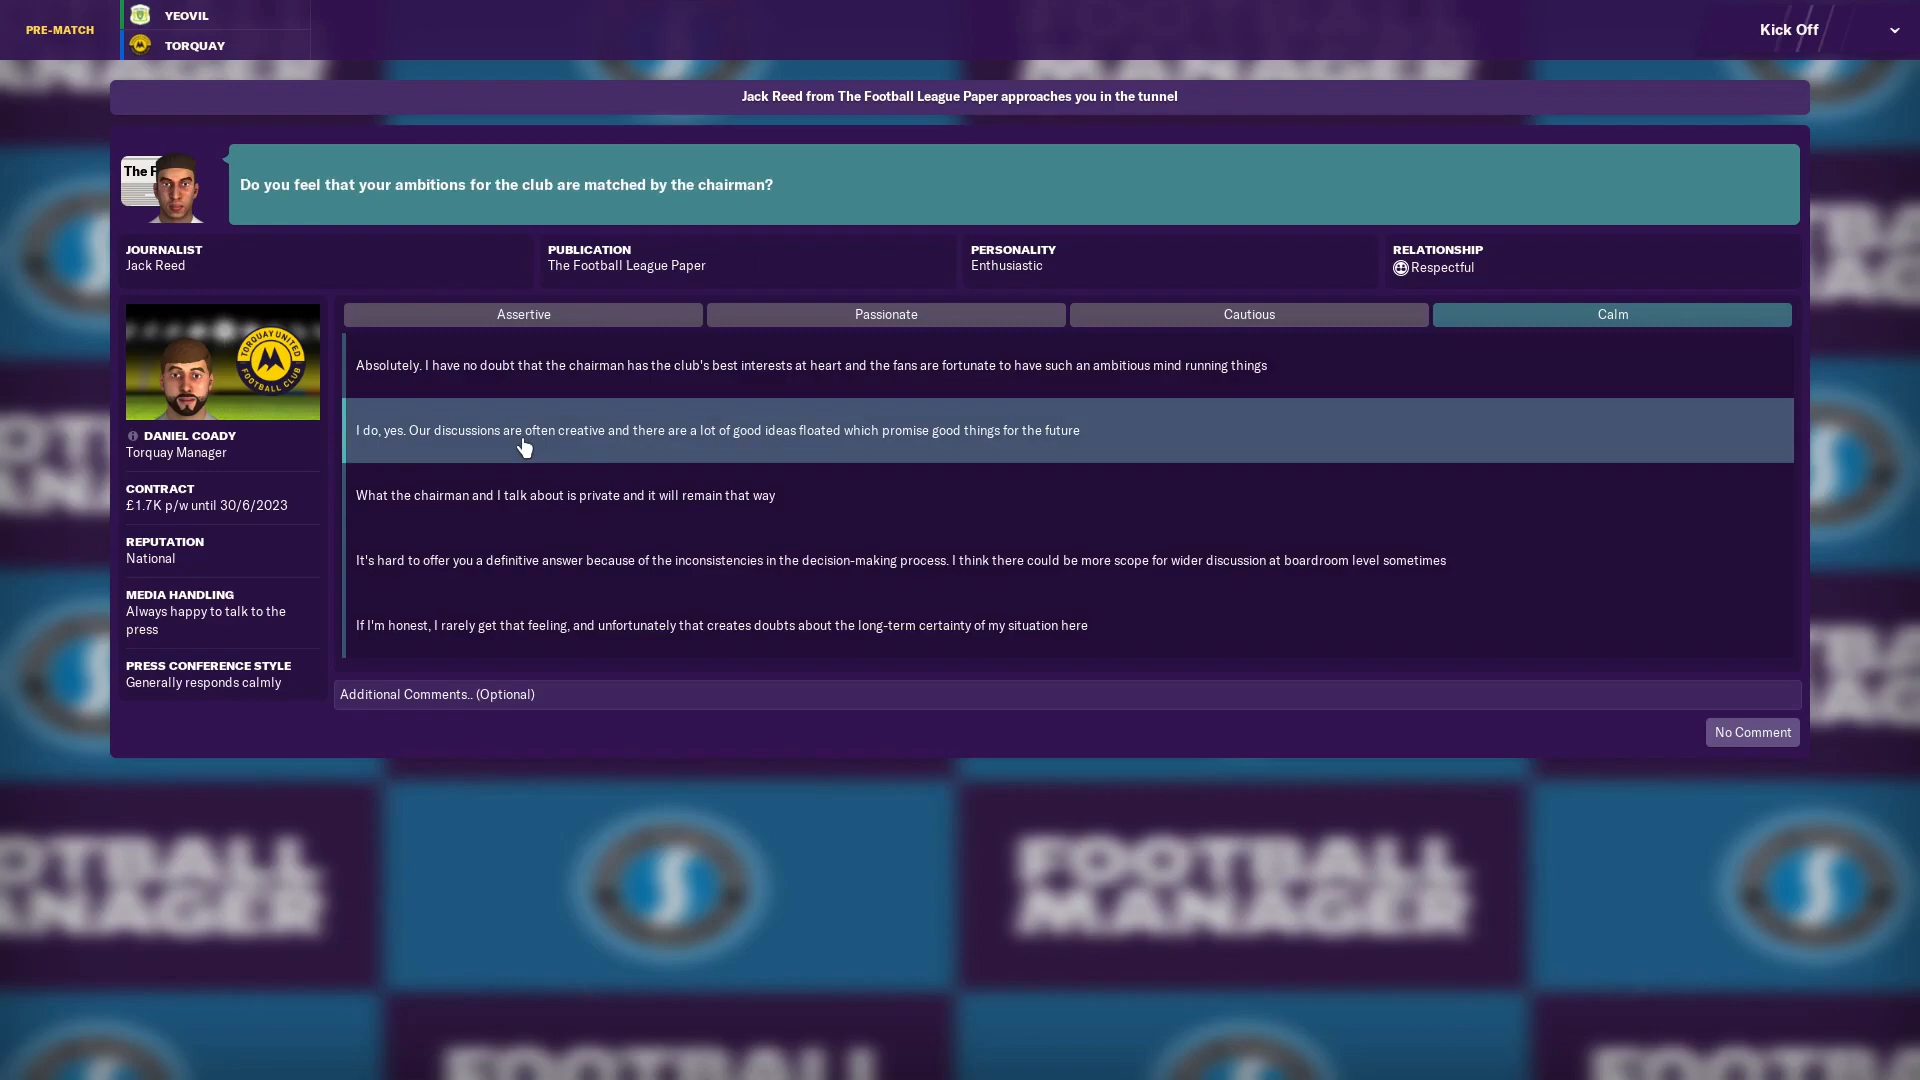 PRE-MATCH
YEOVIL
TORQUAY
Kick Off
Jack Reed from The Football League Paper approaches you in the tunnel
The F
Do you feel that your ambitions for the club are matched by the chairman?
JOURNALIST
Jack Reed
PUBLICATION
The Football League Paper
PERSONALITY
Enthusiastic
RELATIONSHIP
Respectful
TORQUAY UNITED
FOOTBALL CLUB
DANIEL COADY
Torquay Manager
CONTRACT
£1.7K p/w until 30/6/2023
REPUTATION
National
MEDIA HANDLING
Always happy to talk to the
press
PRESS CONFERENCE STYLE
Generally responds calmly
Assertive
Passionate
Cautious
Calm
Absolutely. I have no doubt that the chairman has the club's best interests at heart and the fans are fortunate to have such an ambitious mind running things
I do, yes. Our discussions are often creative and there are a lot of good ideas floated which promise good things for the future
What the chairman and I talk about is private and it will remain that way
It's hard to offer you a definitive answer because of the inconsistencies in the decision-making process. I think there could be more scope for wider discussion at boardroom level sometimes
If I'm honest, I rarely get that feeling, and unfortunately that creates doubts about the long-term certainty of my situation here
Additional Comments.. (Optional)
No Comment
OTBALL
ANAGER
FOOTBALL
MANAGER
FOOTBALL